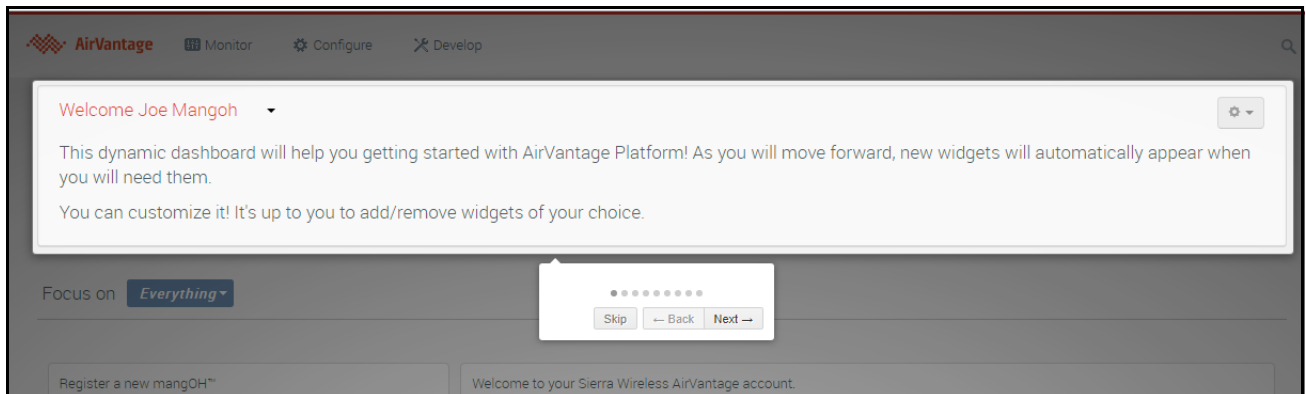 AirVantage Monitor Configure Develop
Welcome Joe Mangoh
This dynamic dashboard will help you getting started with AirVantage Platform! As you will move forward, new widgets will automatically appear when
you will need them.
You can customize it! It's up to you to add/remove widgets of your choice.
Focus on Everything
Skip ← Back Next →
Register a new mangOH™ Welcome to your Sierra Wireless AirVantage account.